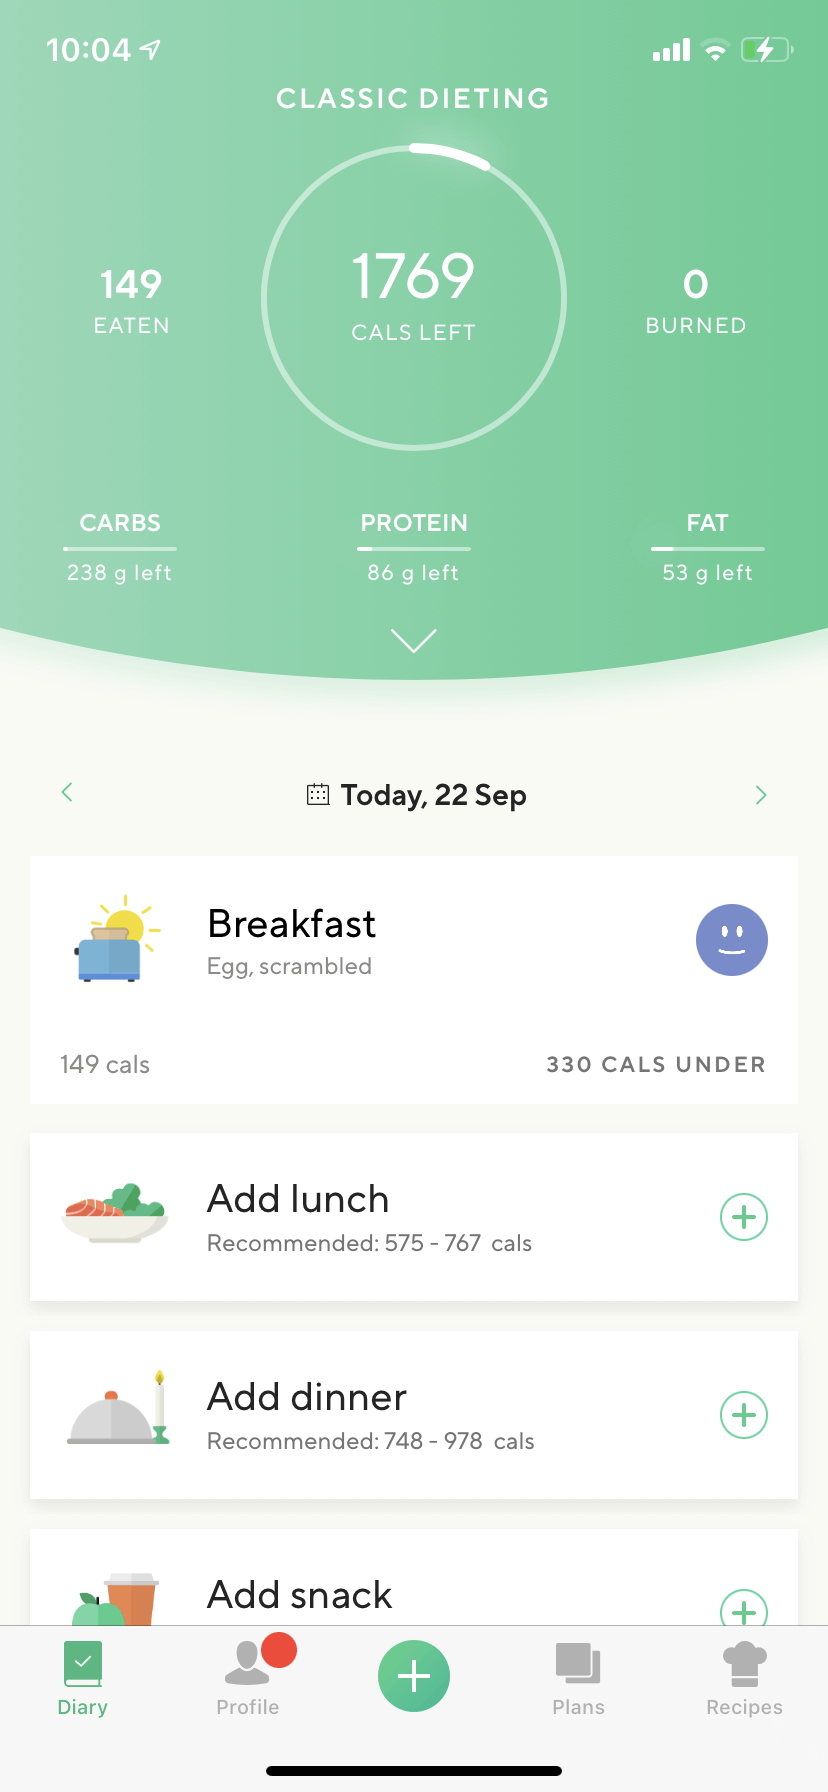 10:04
CLASSIC DIETING
149
EATEN
1769
CALS LEFT
0
BURNED
CARBS
238 g left
PROTEIN
86 g left
FAT
53 g left
Today, 22 Sep
Breakfast
Egg, scrambled
149 cals
330 CALS UNDER
Add lunch
Recommended: 575 - 767 cals
Add dinner
Recommended: 748 - 978 cals
Add snack
Diary
Profile
Plans
Recipes